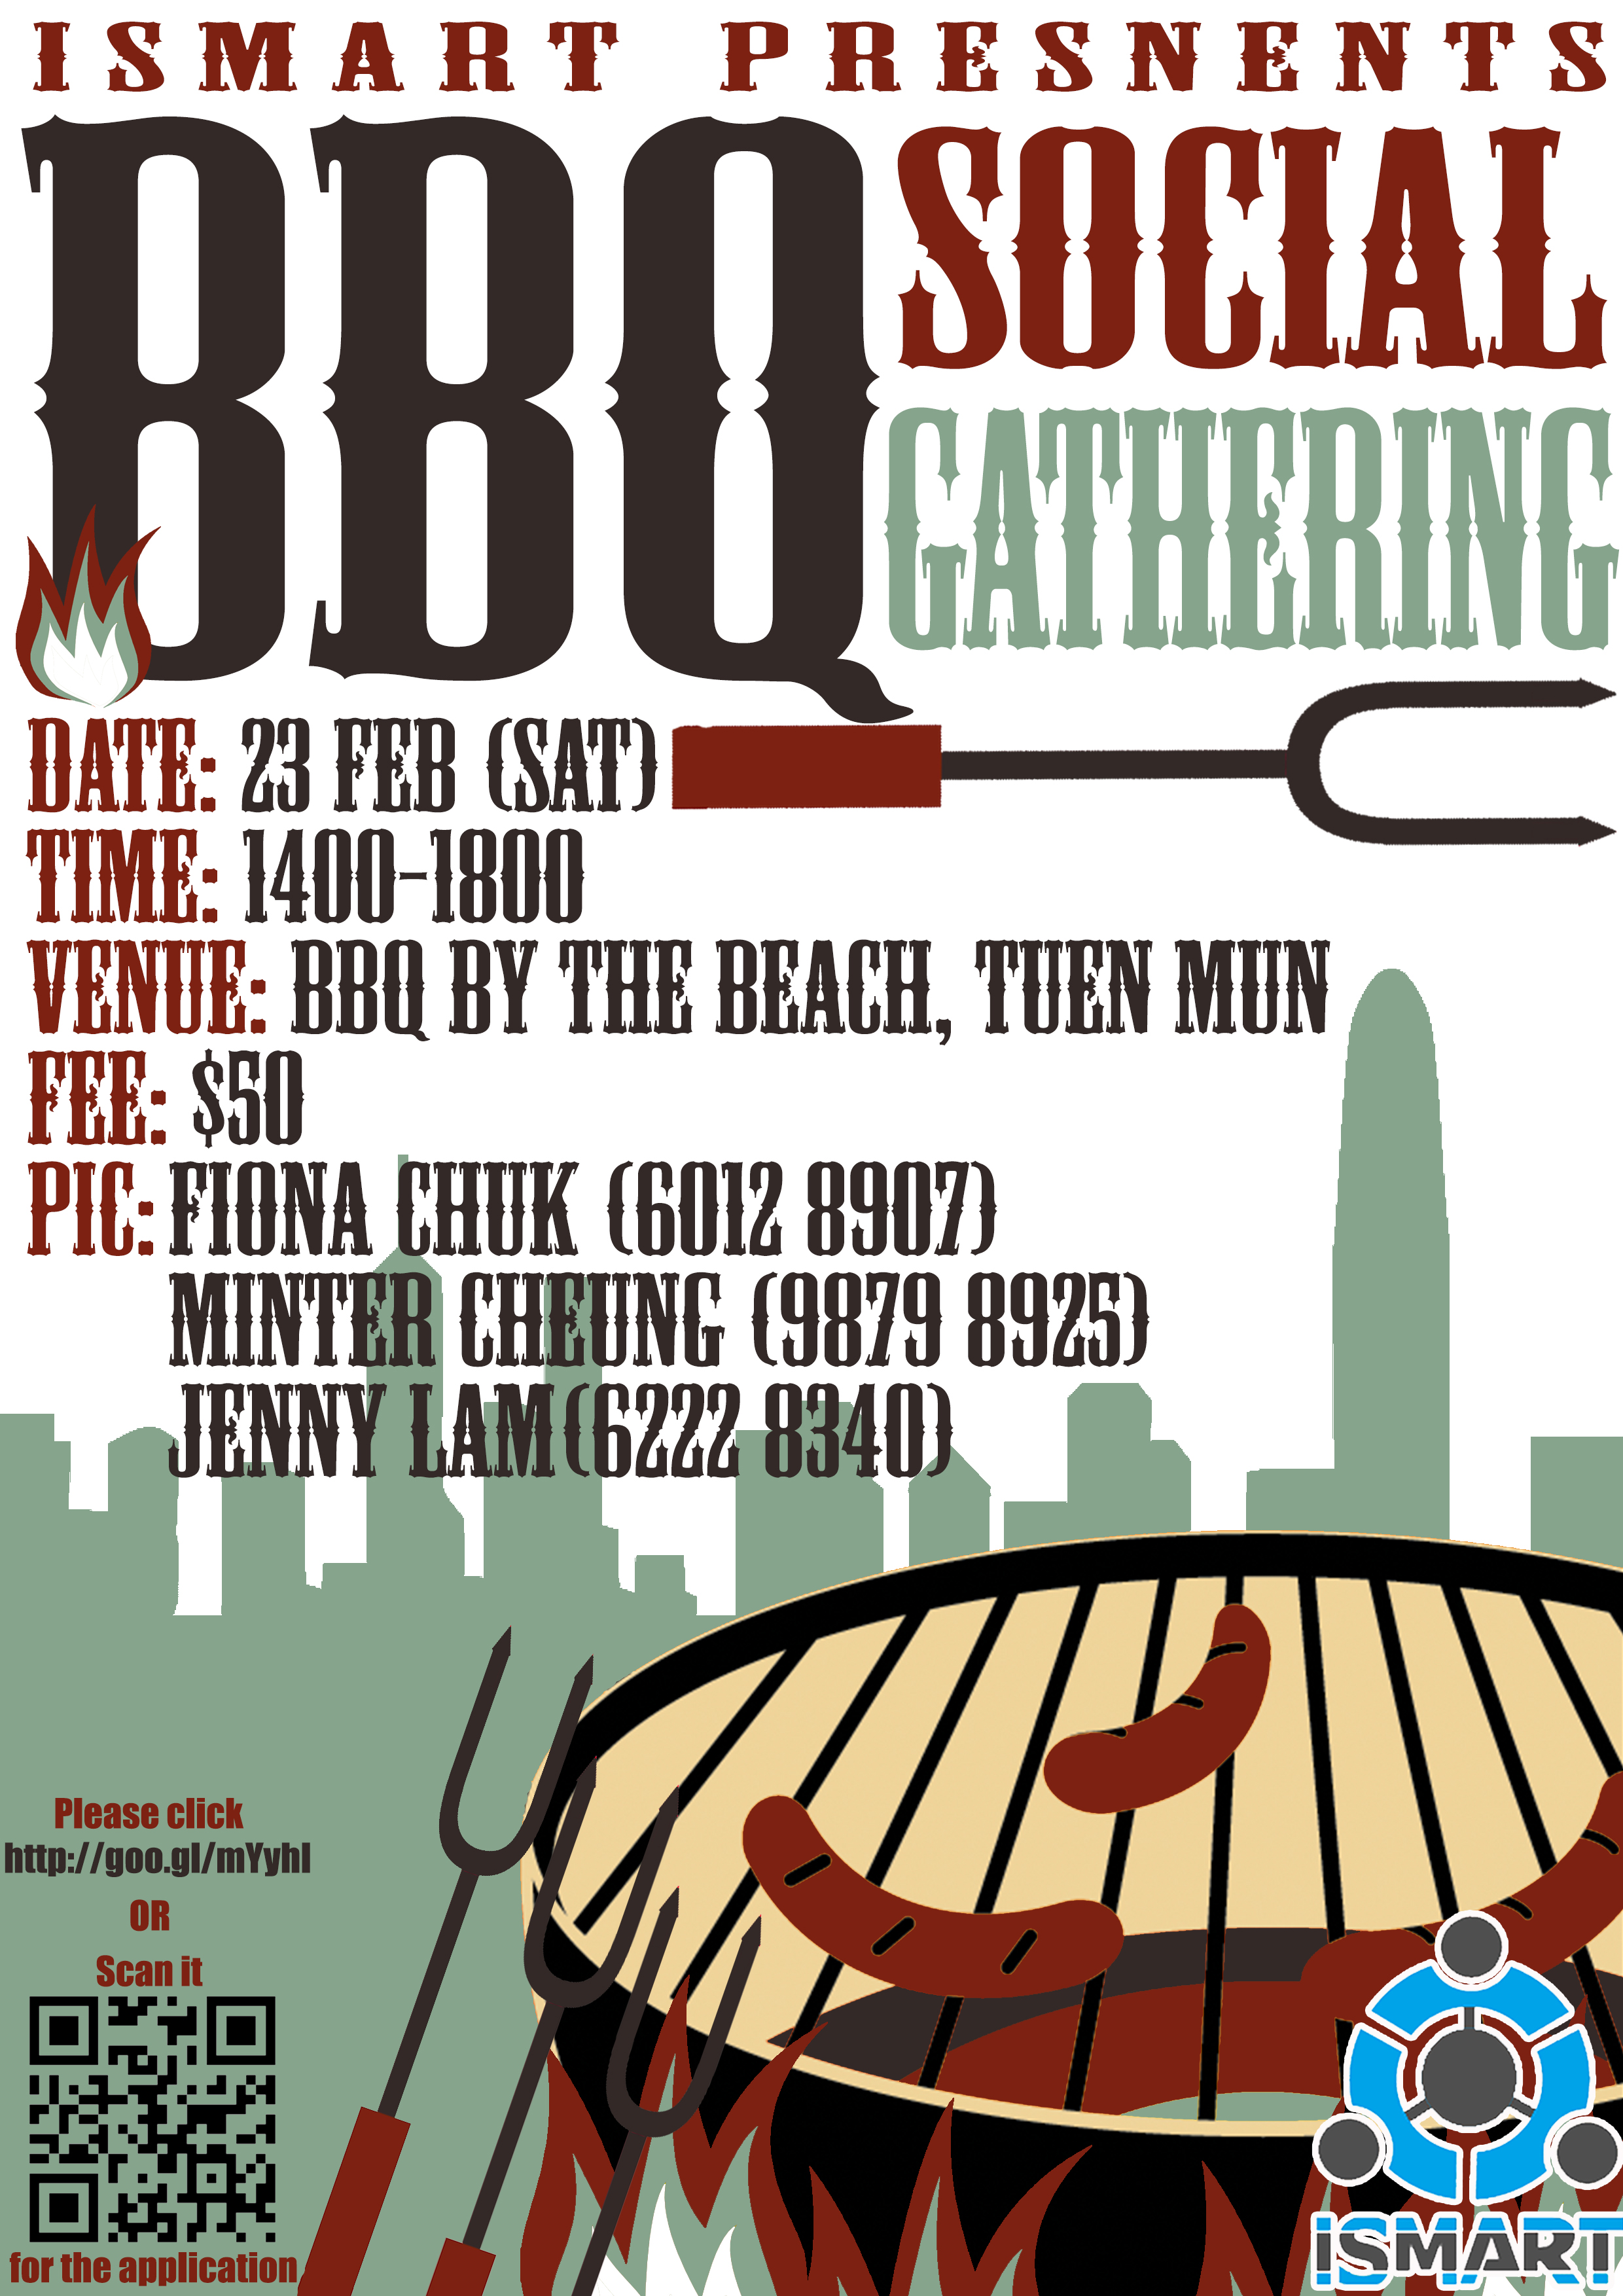 ISMART PRESNENTS
BBQ SOCIAL
GATHERING
DATE: 23 FEB (SAT)
TIME: 1400-1800
VENUE: BBQ BY THE BEACH, TUEN MUN
FEE: $50
PIC: FIONA CHUK (6012 8907)
MINTER CHEUNG (9879 8925)
JENNY LAM(6222 8340)
Please click
http://goo.gl/mYyhl
OR
Scan it
for the application
ISMART